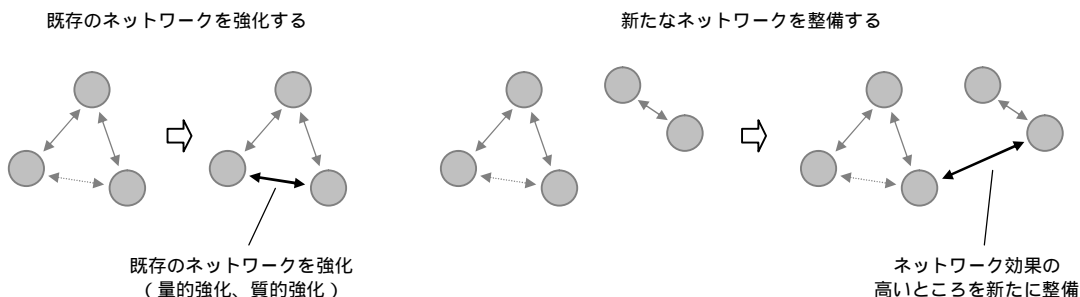 既存のネットワークを強化する
新たなネットワークを整備する
既存のネットワークを強化
(量的強化、質的強化)
ネットワーク効果の
高いところを新たに整備